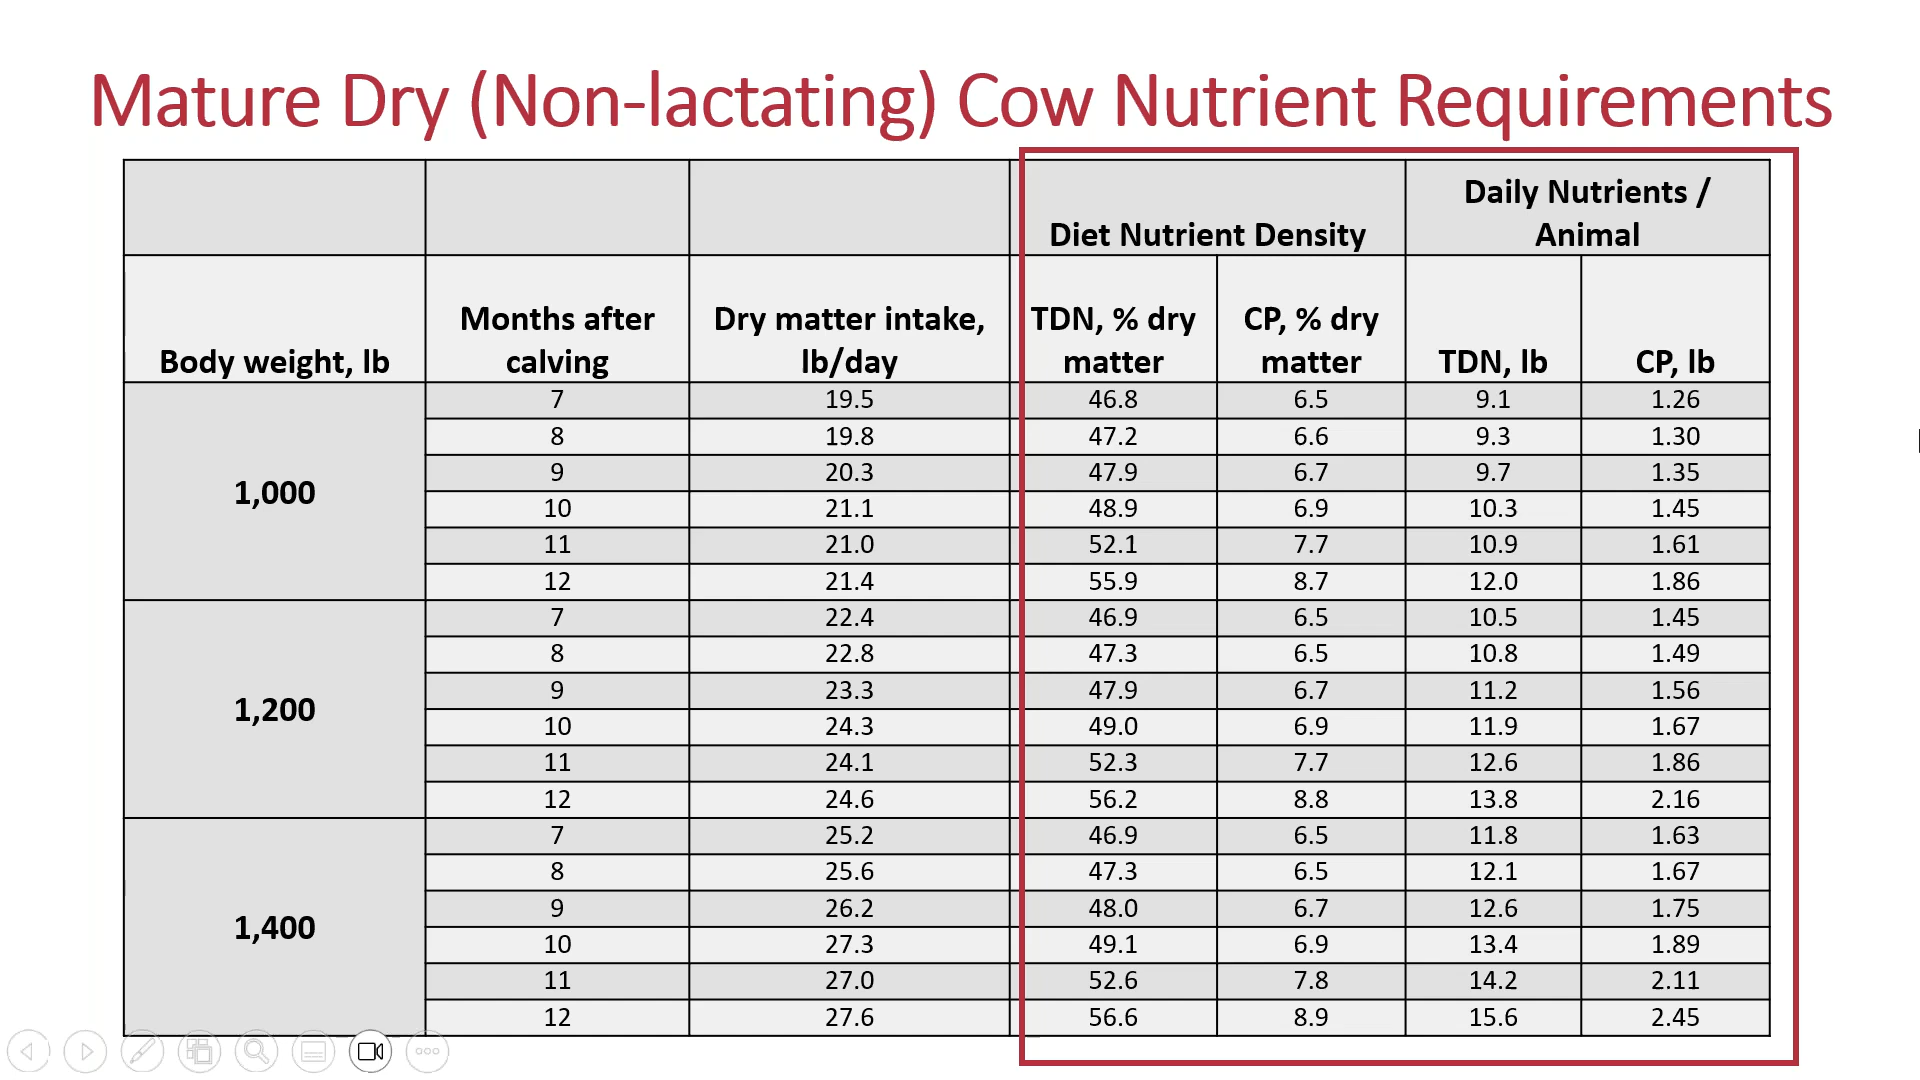 Mature Dry (Non-lactating) Cow Nutrient Requirements
Diet Nutrient Density
Daily Nutrients /
Animal
Body weight, lb
Months after
calving
Dry matter intake,
lb/day
TDN, % dry
matter
CP, % dry
matter
TDN, lb
CP, lb
1,000
7 19.5 46.8 6.5 9.1 1.26
8 19.8 47.2 6.6 9.3 1.30
9 20.3 47.9 6.7 9.7 1.35
10 21.1 48.9 6.9 10.3 1.45
11 21.0 52.1 7.7 10.9 1.61
12 21.4 55.9 8.7 12.0 1.86
1,200
7 22.4 46.9 6.5 10.5 1.45
8 22.8 47.3 6.5 10.8 1.49
9 23.3 47.9 6.7 11.2 1.56
10 24.3 49.0 6.9 11.9 1.67
11 24.1 52.3 7.7 12.6 1.86
12 24.6 56.2 8.8 13.8 2.16
1,400
7 25.2 46.9 6.5 11.8 1.63
8 25.6 47.3 6.5 12.1 1.67
9 26.2 48.0 6.7 12.6 1.75
10 27.3 49.1 6.9 13.4 1.89
11 27.0 52.6 7.8 14.2 2.11
12 27.6 56.6 8.9 15.6 2.45